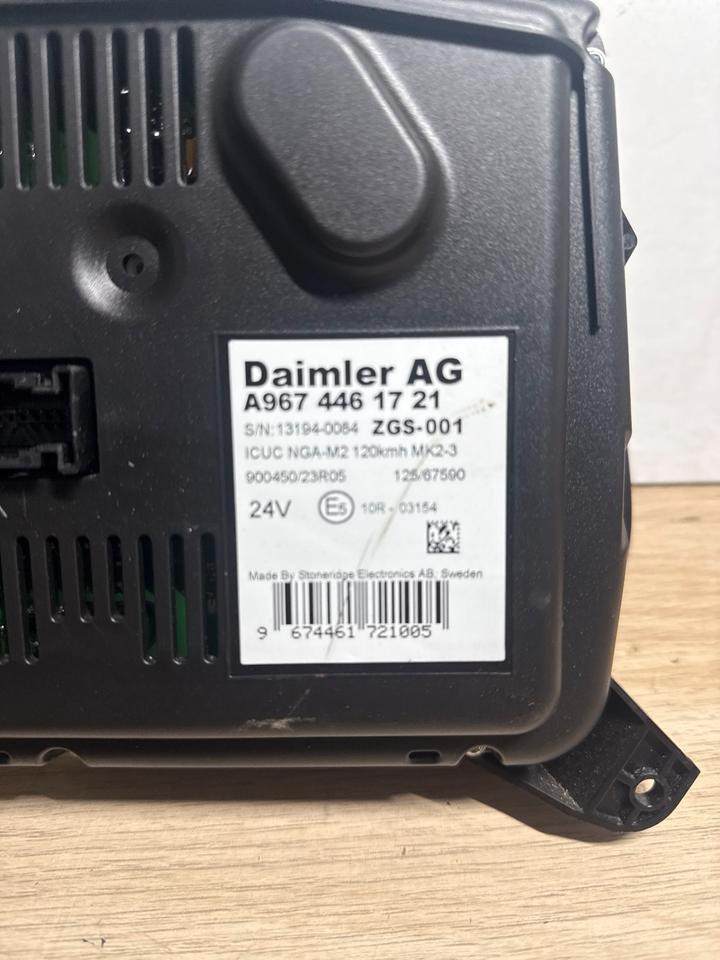 Daimler AG
A967 446 17 21
S/N:13194-0084 ZGS-001
ICUC NGA-M2 120kmh MK2-3
900450/23R05 125/67590
24V E5 10R - 03154
Made By Stoneridge Electronics AB, Sweden
9 674461 721005